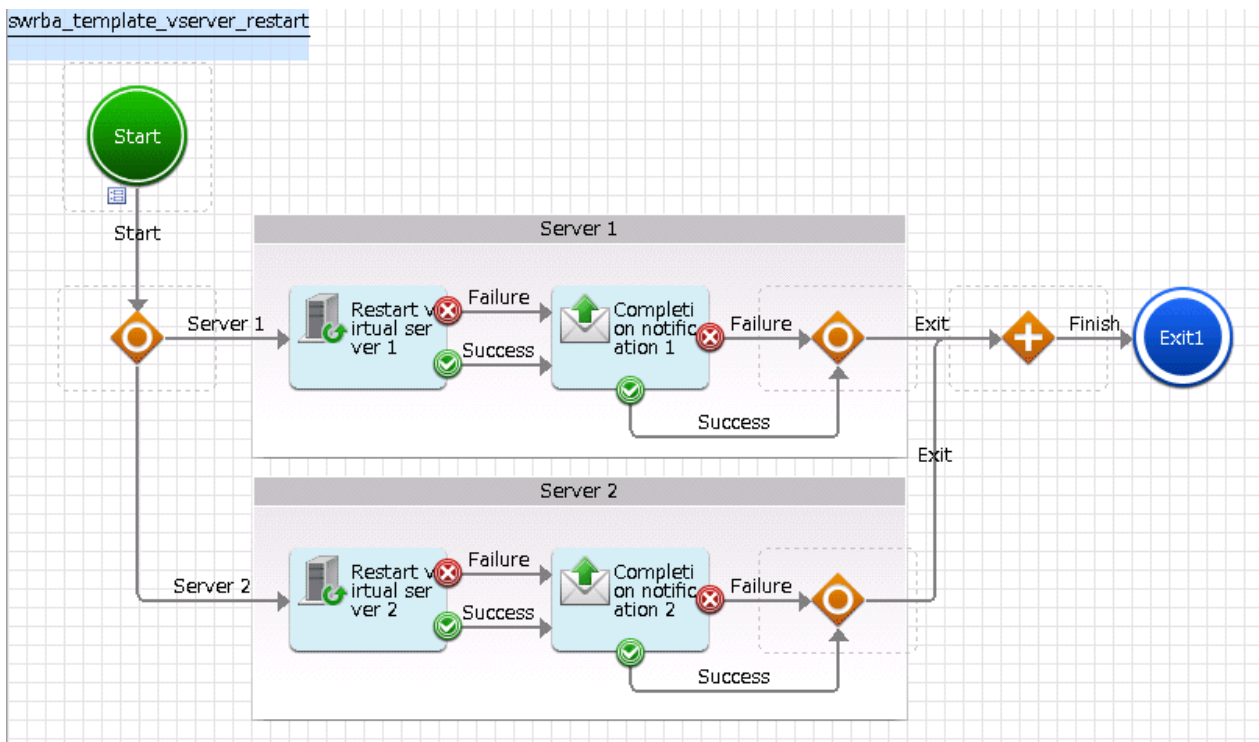 swrba_template_vserver_restart
Start
Start
Server 1
Server 1
Restart v
irtual ser
ver 1
Failure
Success
Completi
on notific
ation 1
Failure
Success
Exit
Finish
Exit1
Exit
Server 2
Server 2
Restart v
irtual ser
ver 2
Failure
Success
Completi
on notific
ation 2
Failure
Success